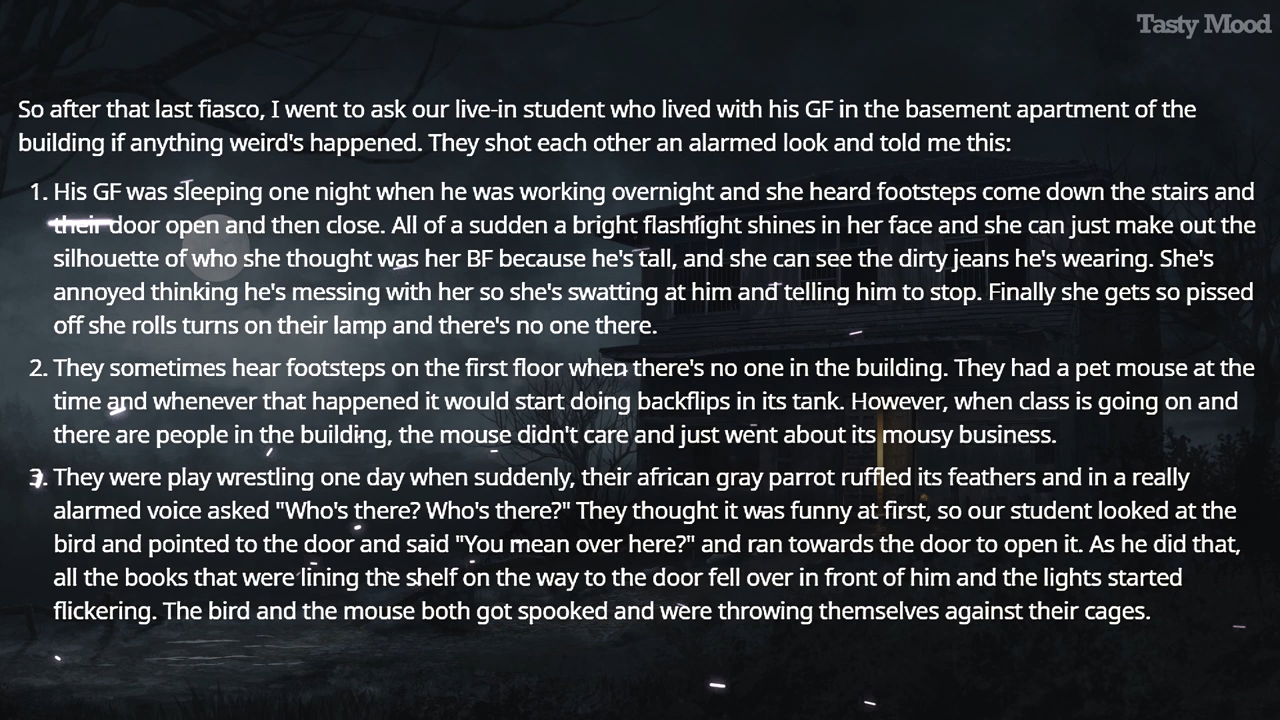 Tasty Mood
So after that last fiasco, I went to ask our live-in student who lived with his GF in the basement apartment of the
building if anything weird's happened. They shot each other an alarmed look and told me this:
1. His GF was sleeping one night when he was working overnight and she heard footsteps come down the stairs and
their door open and then close. All of a sudden a bright flashlight shines in her face and she can just make out the
silhouette of who she thought was her BF because he's tall, and she can see the dirty jeans he's wearing. She's
annoyed thinking he's messing with her so she's swatting at him and telling him to stop. Finally she gets so pissed
off she rolls turns on their lamp and there's no one there.
2. They sometimes hear footsteps on the first floor when there's no one in the building. They had a pet mouse at the
time and whenever that happened it would start doing backflips in its tank. However, when class is going on and
there are people in the building, the mouse didn't care and just went about its mousy business.
3. They were play wrestling one day when suddenly, their african gray parrot ruffled its feathers and in a really
alarmed voice asked "Who's there? Who's there?" They thought it was funny at first, so our student looked at the
bird and pointed to the door and said "You mean over here?" and ran towards the door to open it. As he did that,
all the books that were lining the shelf on the way to the door fell over in front of him and the lights started
flickering. The bird and the mouse both got spooked and were throwing themselves against their cages.